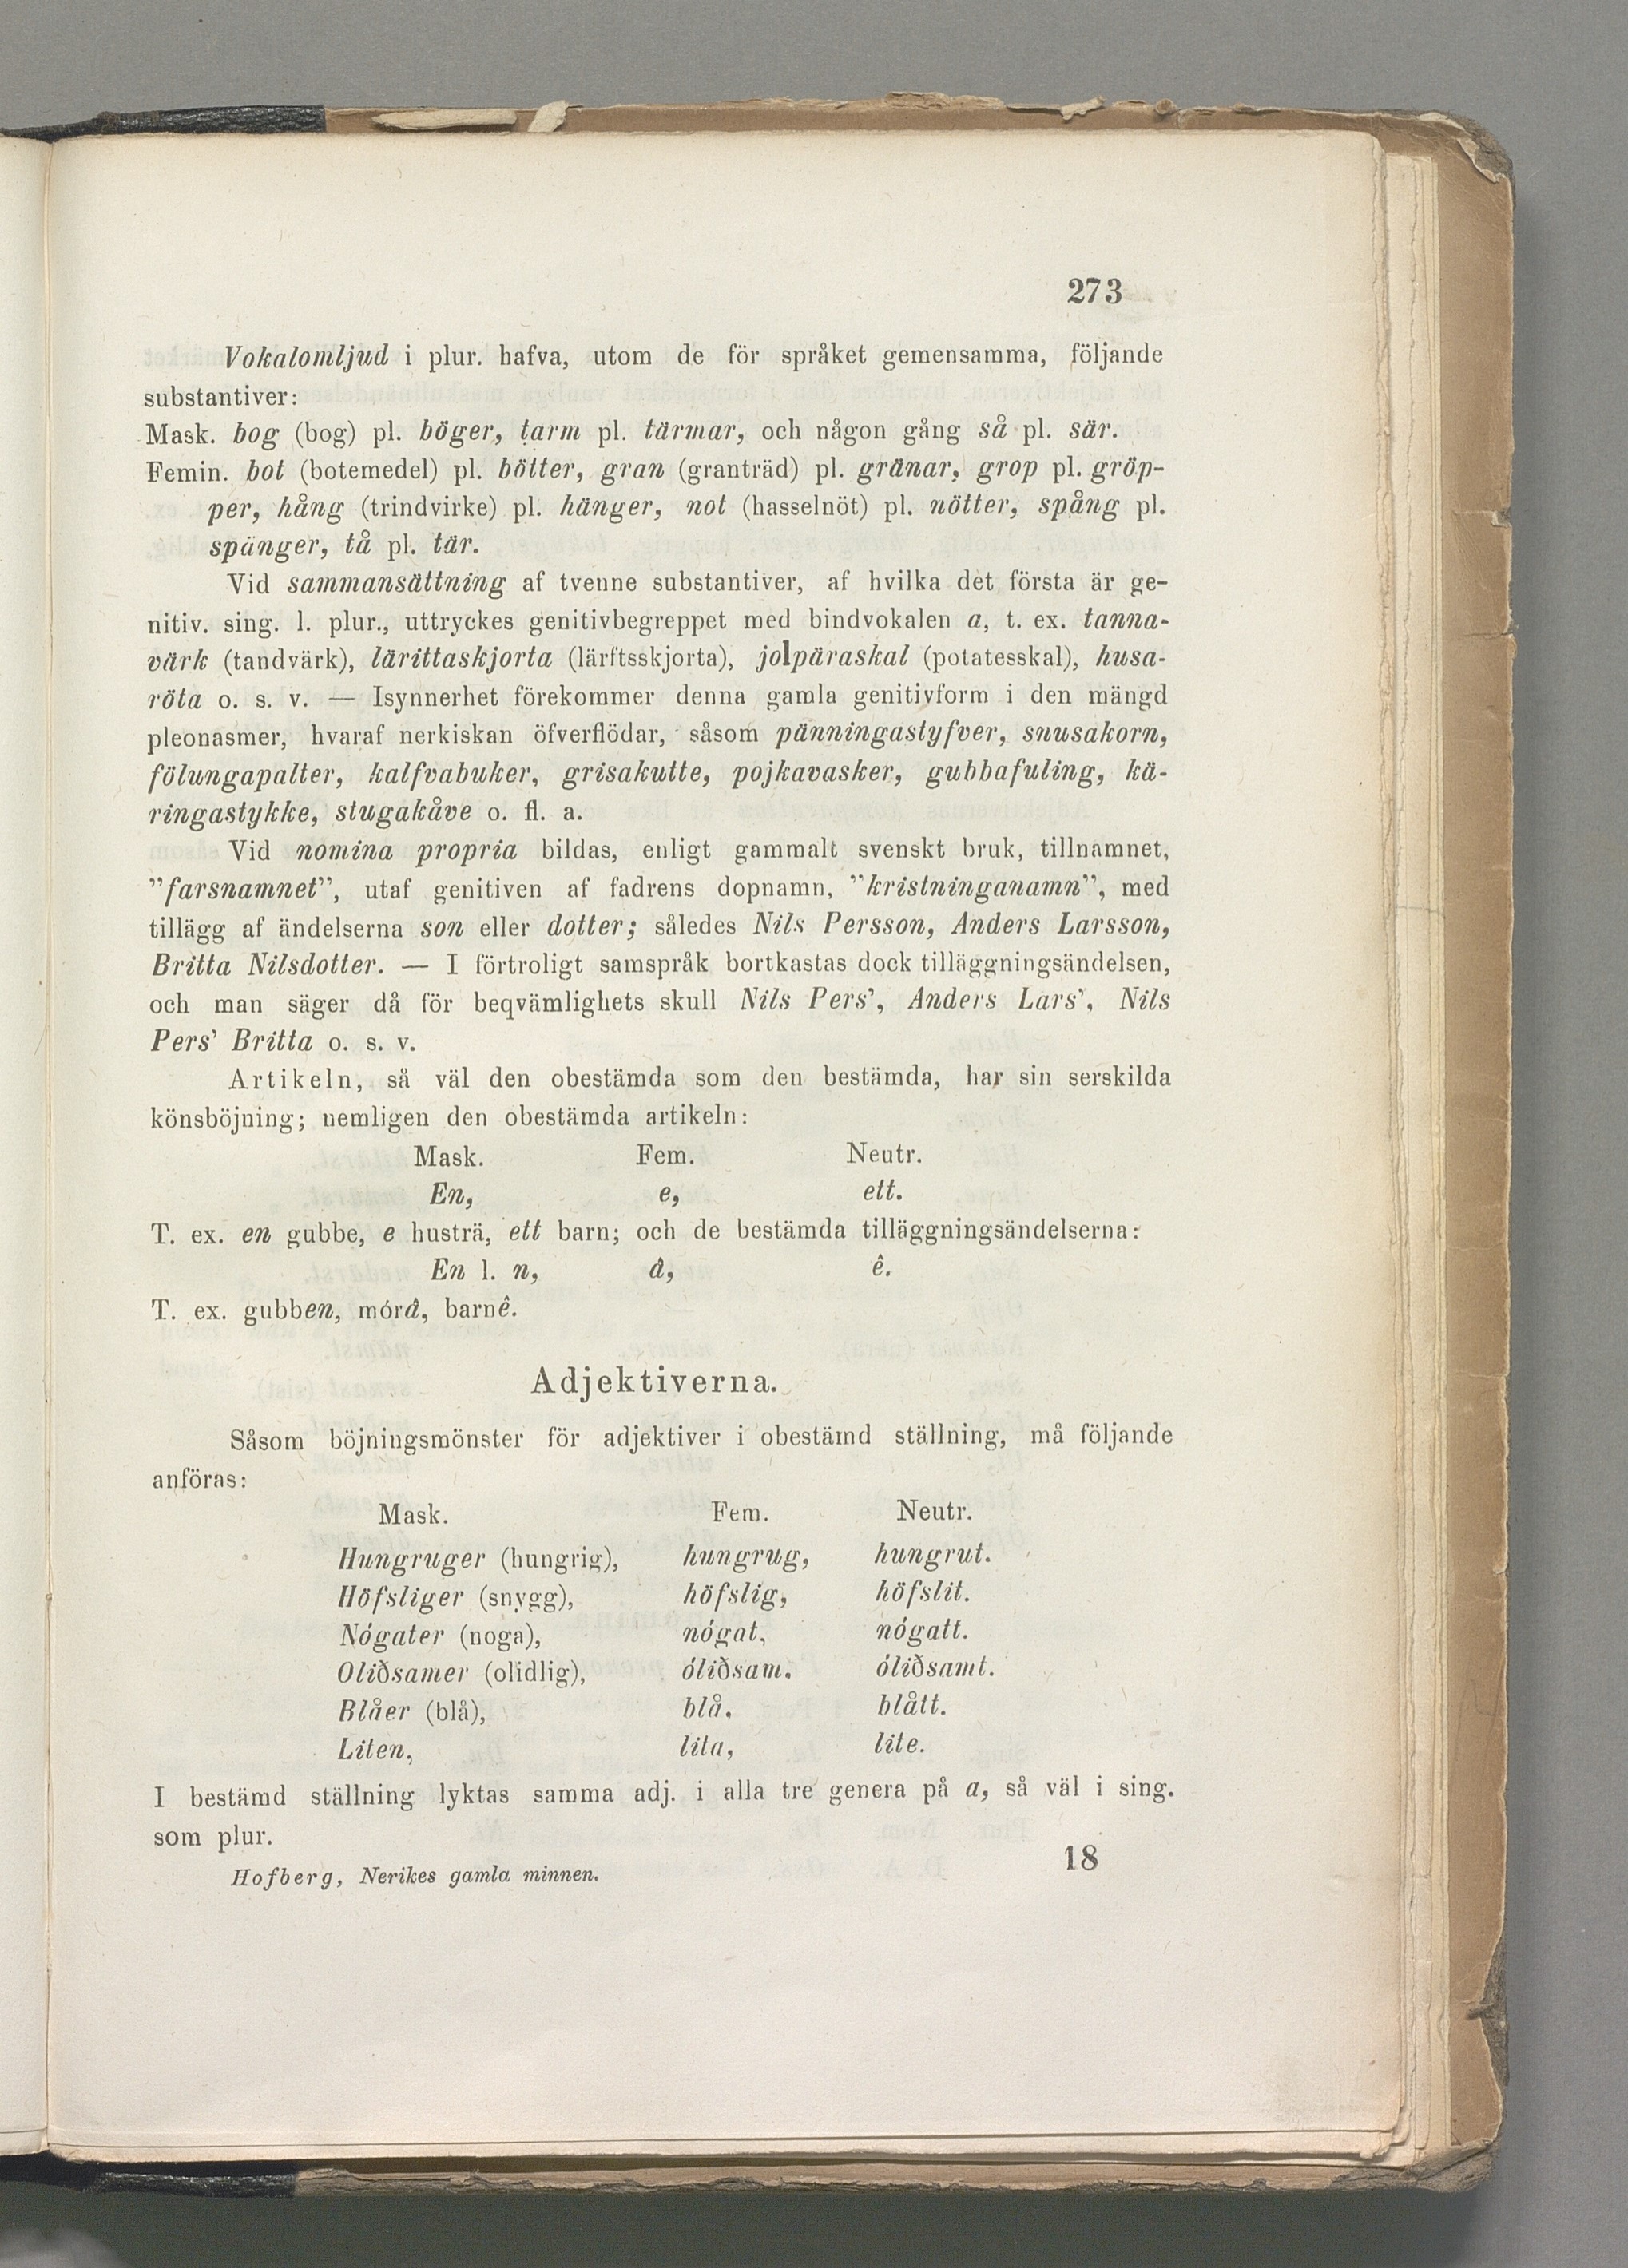 273
Vokalomljud i plur. hafva, utom de för språket gemensamma, följande
substantiver:
Mask. bog (bog) pl. böger, tarm pl. tärmar, och någon gång så pl. sär.
Femin. bot (botemedel) pl. bötter, gran (granträd) pl. gränar, grop pl. gröp-
per, hång (trindvirke) pl. hänger, not (hasselnöt) pl. nötter, spång pl.
spänger, tå pl. tär.
Vid sammansättning af tvenne substantiver, af hvilka det första är ge-
nitiv. sing. l. plur., uttryckes genitivbegreppet med bindvokalen a, t. ex. tanna-
värk (tandvärk), lärittaskjorta (lärftsskjorta), jolpäraskal (potatesskal), husa-
röta o. s. v. — Isynnerhet förekommer denna gamla genitivform i den mängd
pleonasmer, hvaraf nerkiskan öfverflödar, såsom pänningastyfver, snusakorn,
fölungapalter, kalfvabuker, grisakutte, pojkavasker, gubbafuling, kä-
ringastykke, stugakåve o. fl. a.
Vid nomina propria bildas, enligt gammalt svenskt bruk, tillnamnet,
"farsnamnet", utaf genitiven af fadrens dopnamn, "kristninganamn", med
tillägg af ändelserna son eller dotter; således Nils Persson, Anders Larsson,
Britta Nilsdotter. — I förtroligt samspråk bortkastas dock tilläggningsändelsen,
och man säger då för beqvämlighets skull Nils Pers', Anders Lars', Nils
Pers' Britta o. s. v.
Artikeln, så väl den obestämda som den bestämda, har sin serskilda
könsböjning; nemligen den obestämda artikeln:
Mask. Fem. Neutr.
En, e, ett.
T. ex. en gubbe, e husträ, ett barn; och de bestämda tilläggningsändelserna:
En l. n, â, ê.
T. ex. gubben, mórâ, barnê.
Adjektiverna.
Såsom böjningsmönster för adjektiver i obestämd ställning, må följande
anföras:
Mask. Fem. Neutr.
Hungruger (hungrig), hungrug, hungrut.
Höfsliger (snygg), höfslig, höfslit.
Nógater (noga), nógat, nógatt.
Oliðsamer (olidlig), óliðsam, óliðsamt.
Blåer (blå), blå, blått.
Liten, lita, lite.
I bestämd ställning lyktas samma adj. i alla tre genera på a, så väl i sing.
som plur.
Hofberg, Nerikes gamla minnen. 18